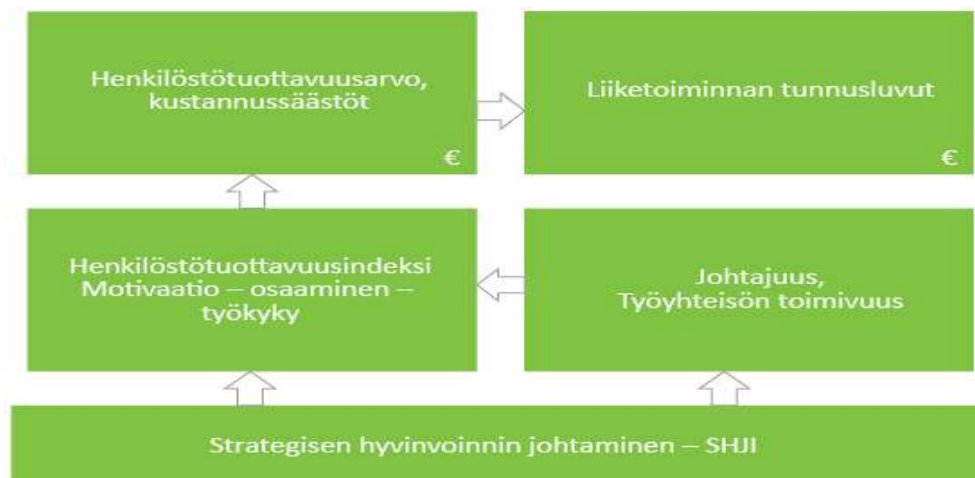 Henkilöstötuottavuusarvo,
kustannussäästöt
€
Liiketoiminnan tunnusluvut
€
Henkilöstötuottavuusindeksi
Motivaatio – osaaminen –
työkyky
Johtajuus,
Työyhteisön toimivuus
Strategisen hyvinvoinnin johtaminen – SHJI